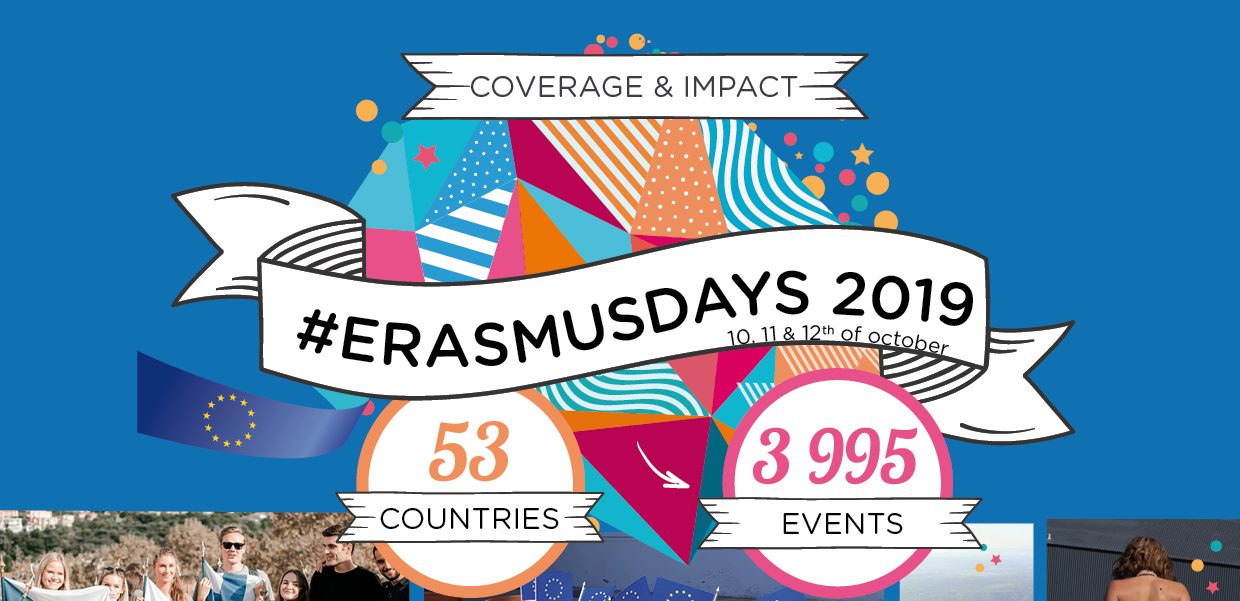 COVERAGE & IMPACT
#ERASMUSDAYS 2019
10, 11 & 12th of october
53
COUNTRIES
3 995
EVENTS